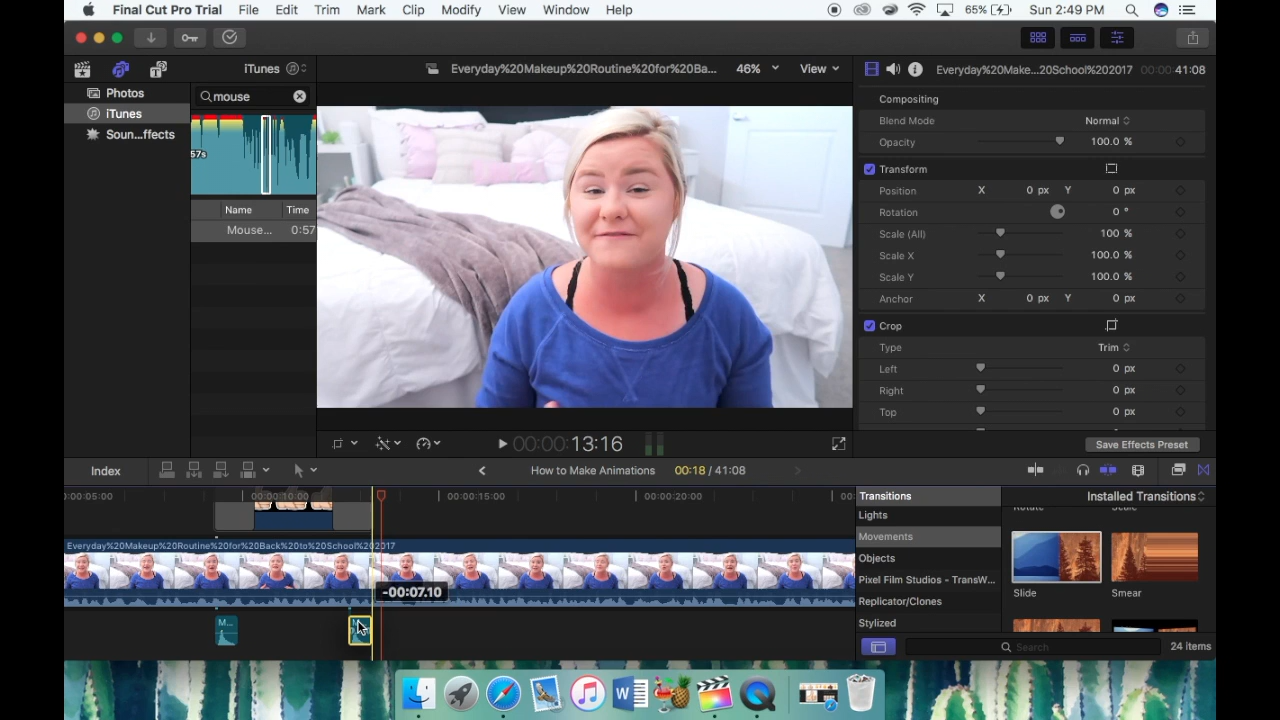 Final Cut Pro Trial File Edit Trim Mark Clip Modify View Window Help 65% Sun 2:49 PM
iTunes
Everyday%20Makeup%20Routine%20for%20Ba... 46% View
Everyday%20Make...20School%202017 00:00:41:08
Photos
iTunes
Soun...ffects
mouse
57s
Name Time
Mouse... 0:57
Compositing
Blend Mode Normal
Opacity 100.0 %
Transform
Position X 0 px Y 0 px
Rotation 0 °
Scale (All) 100 %
Scale X 100.0 %
Scale Y 100.0 %
Anchor X 0 px Y 0 px
Crop
Type Trim
Left 0 px
Right 0 px
Top 0 px
00:00:13:16
Save Effects Preset
Index
How to Make Animations 00:18 / 41:08
0:00:05:00 00:00:10:00 00:00:15:00 00:00:20:00 00:
Everyday%20Makeup%20Routine%20for%20Back%20to%20School%202017
-00:07.10
M...
Transitions
Lights
Movements
Objects
Pixel Film Studios - TransW...
Replicator/Clones
Stylized
Installed Transitions
Rotate Scale
Slide Smear
Search
24 items